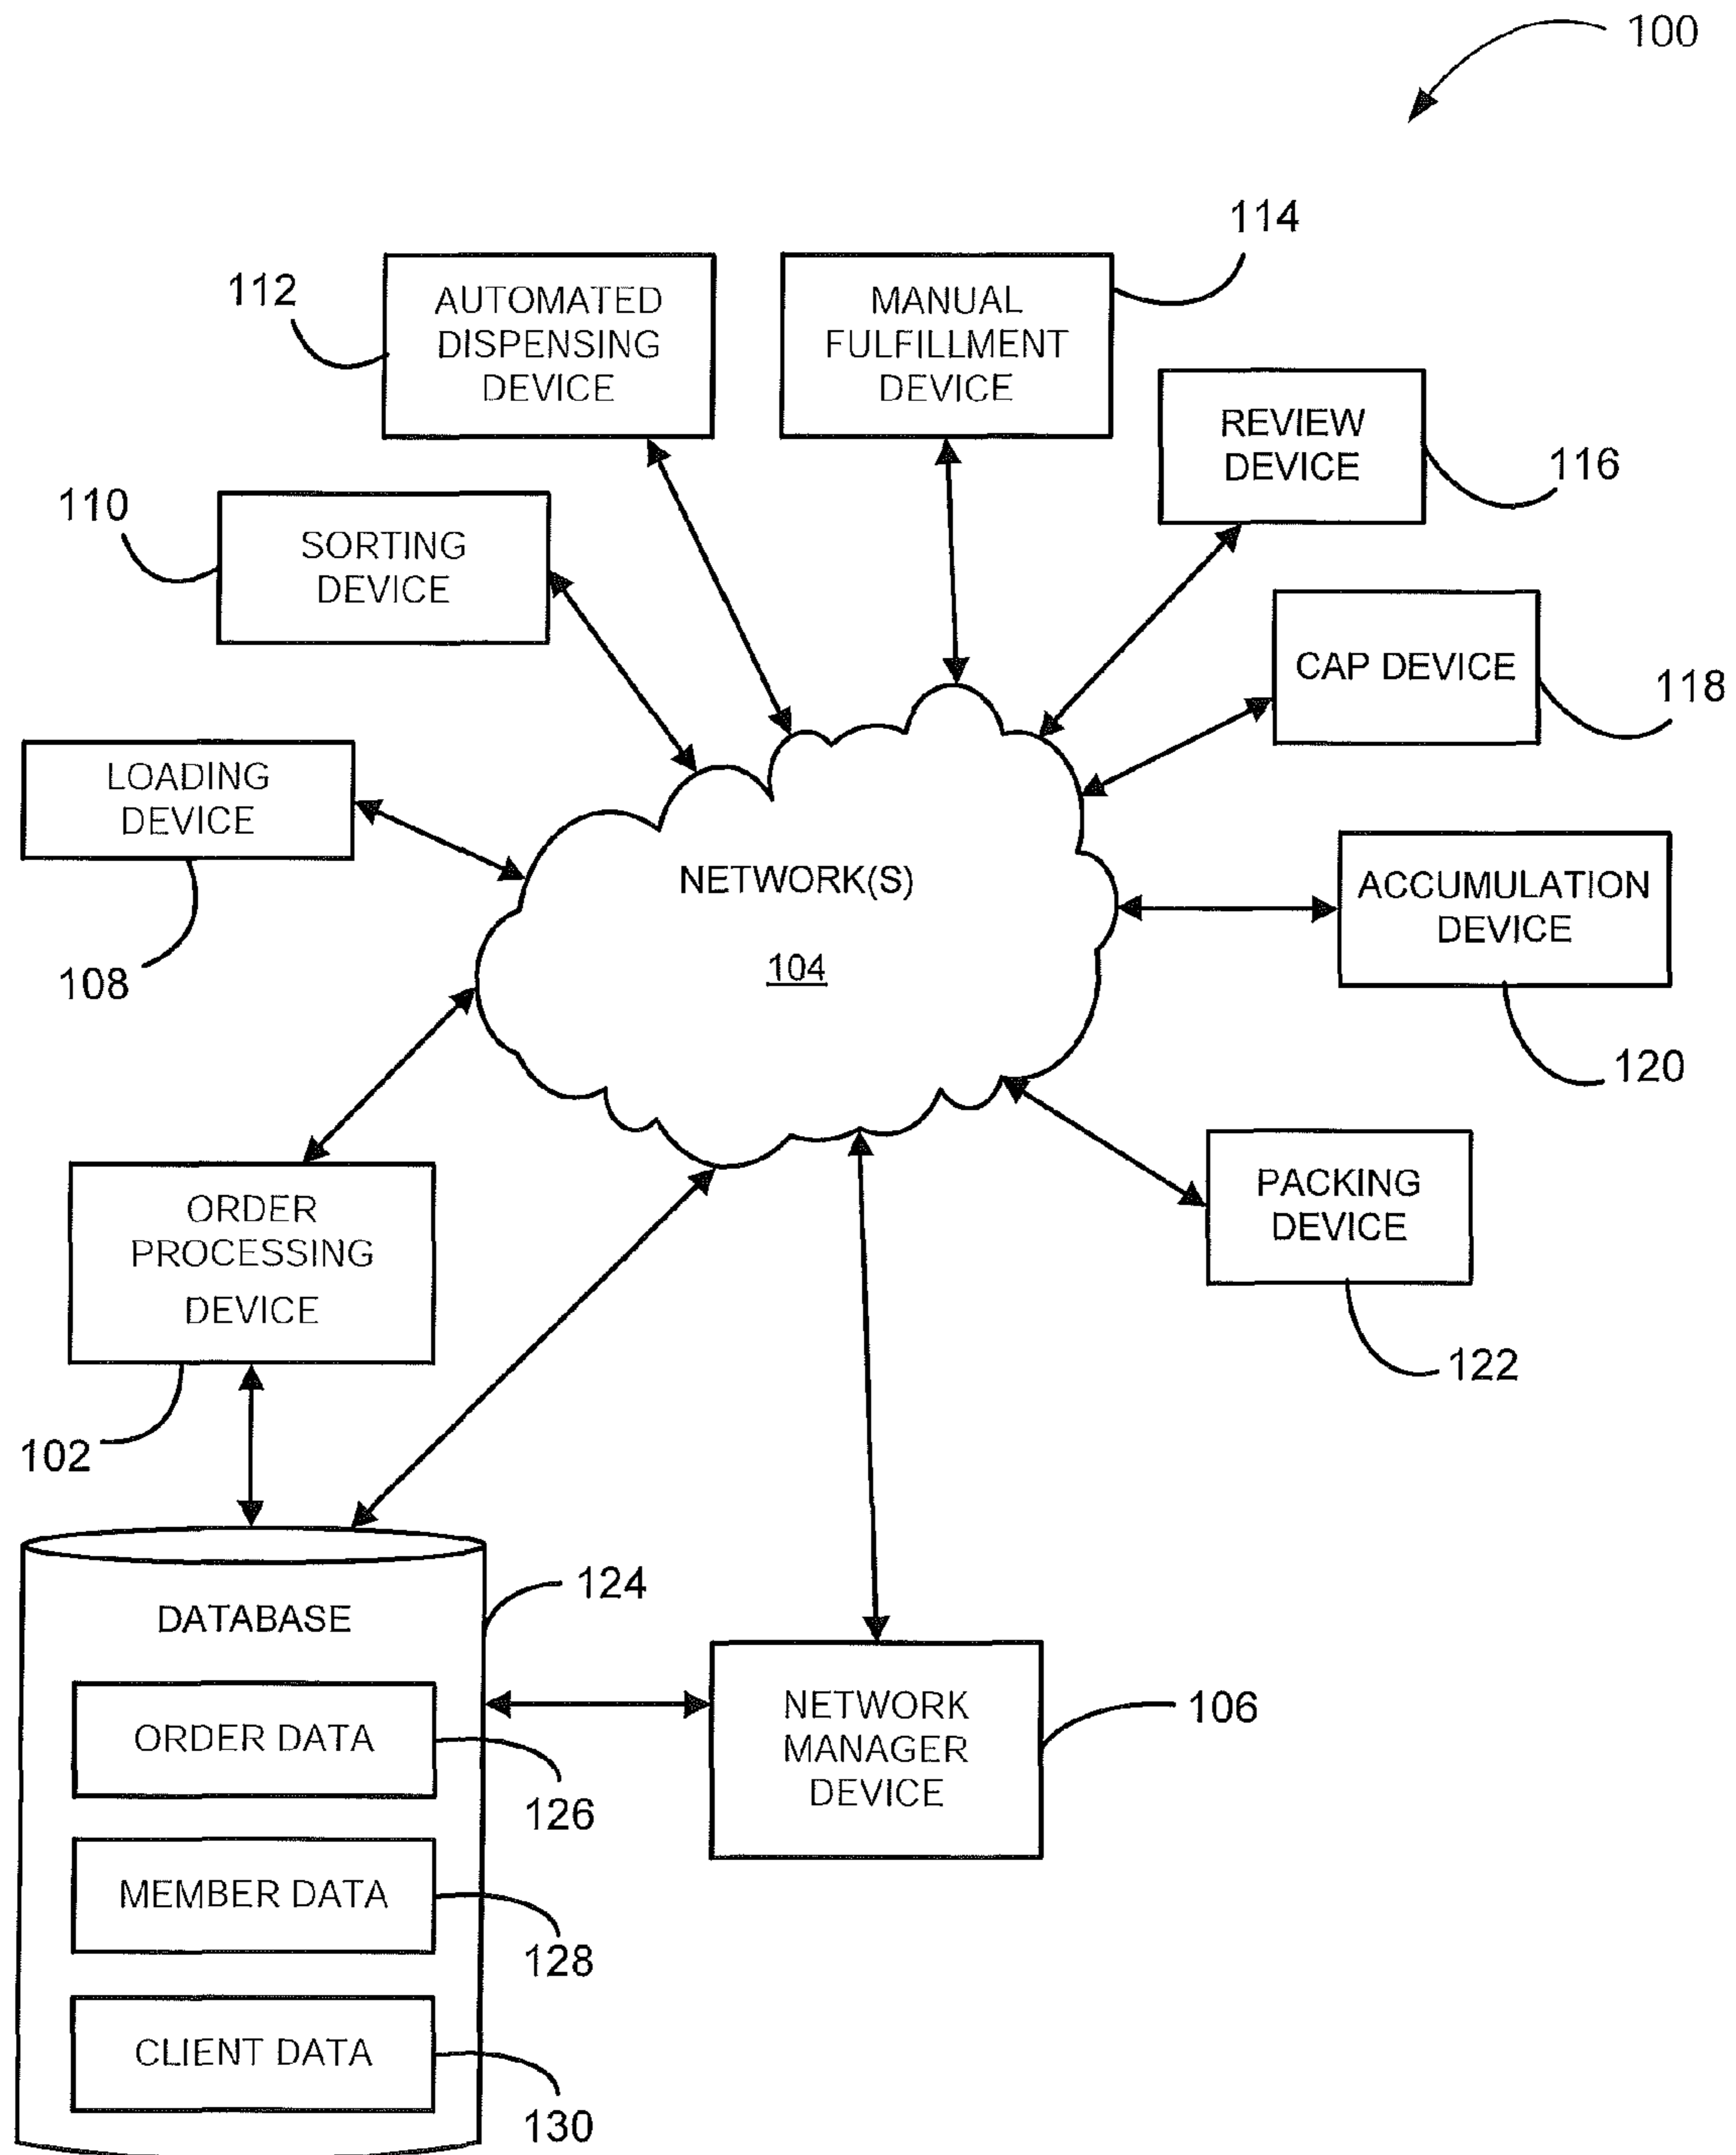 100
114
112
AUTOMATED
DISPENSING
DEVICE
MANUAL
FULFILLMENT
DEVICE
REVIEW
DEVICE
116
110
SORTING
DEVICE
CAP DEVICE
118
LOADING
DEVICE
108
NETWORK(S)
104
ACCUMULATION
DEVICE
120
ORDER
PROCESSING
DEVICE
102
PACKING
DEVICE
122
124
DATABASE
ORDER DATA
126
MEMBER DATA
128
CLIENT DATA
130
NETWORK
MANAGER
DEVICE
106